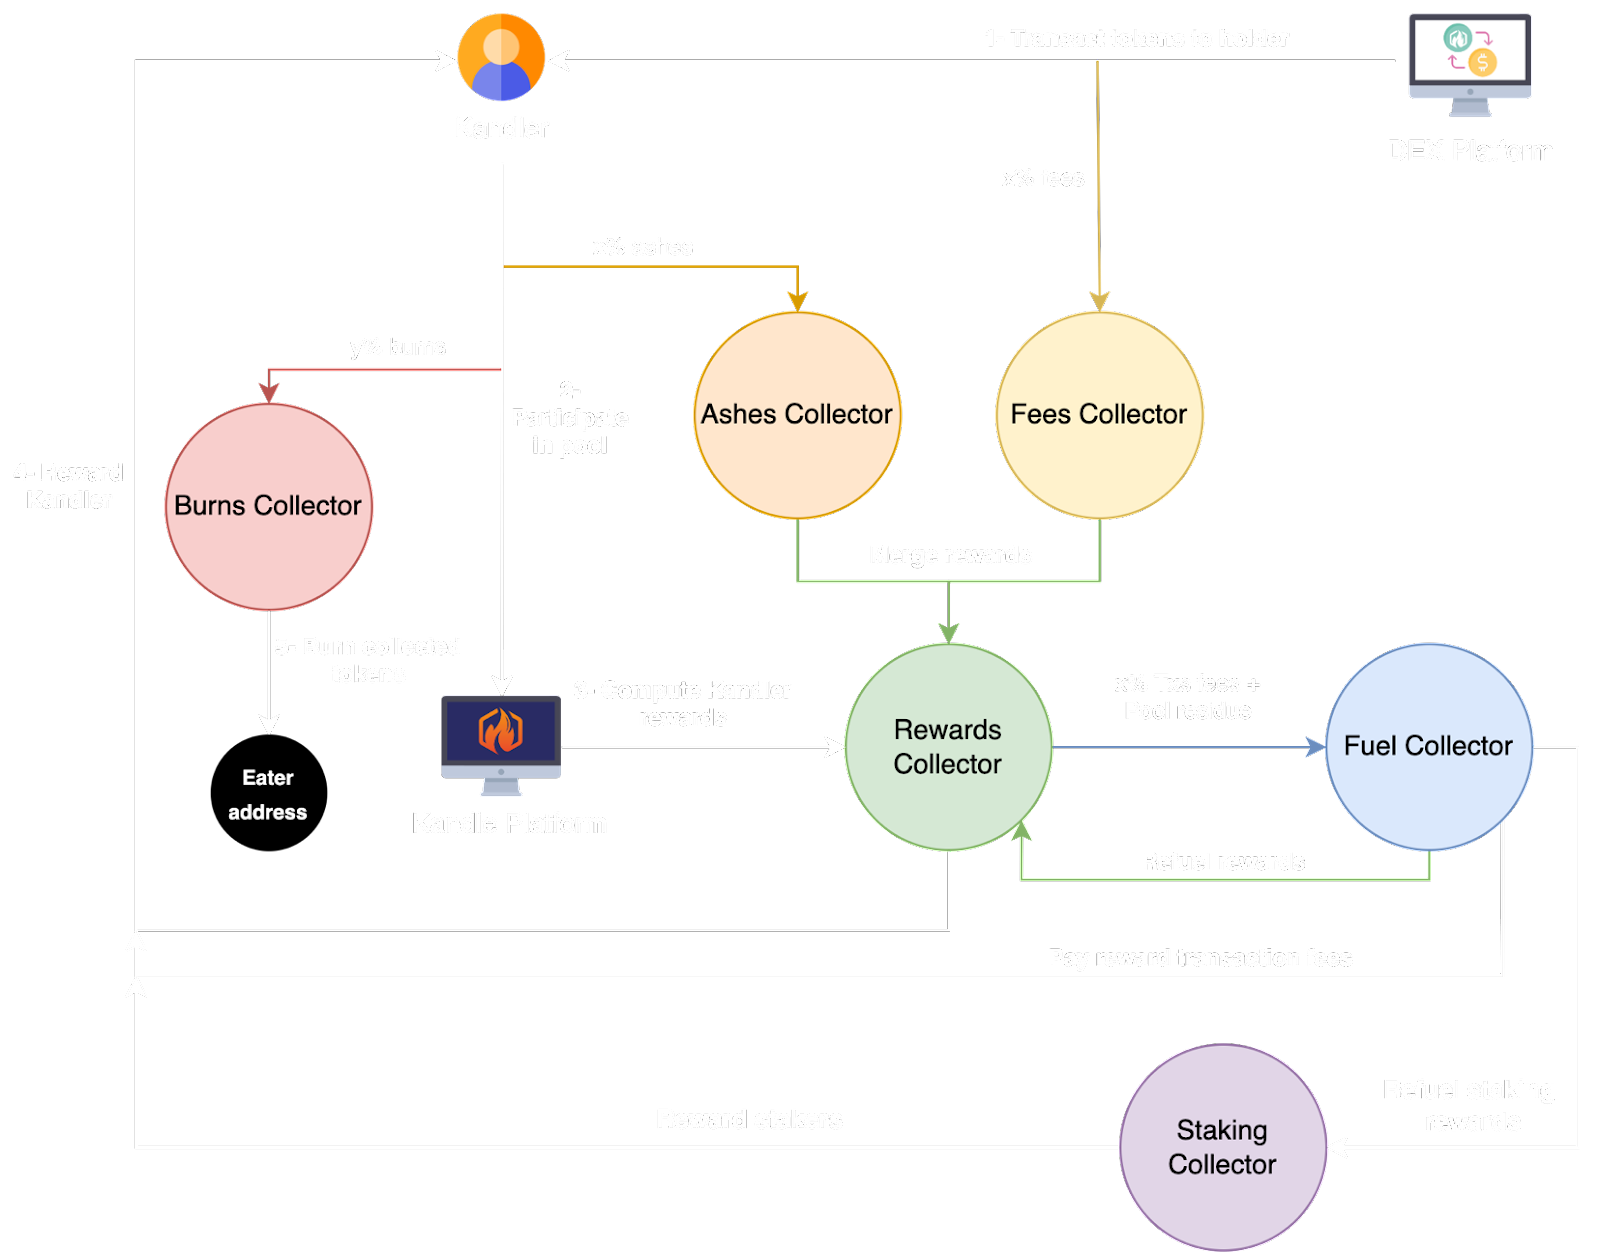 1- Transact tokens to holder
Kandler
DEX Platform
x% fees
ashes
y% burns
2-
Participate
in pool
Ashes Collector
Fees Collector
4- Reward
Kandler
Burns Collector
Merge rewards
Burn collected
tokens
3- Compute Kandler
rewards
Rewards
Collector
Txs fees +
Pool residue
Fuel Collector
Eater
address
Kandle Platform
Refuel rewards
Pay reward transaction fees
Refuel staking
rewards
Reward stakers
Staking
Collector